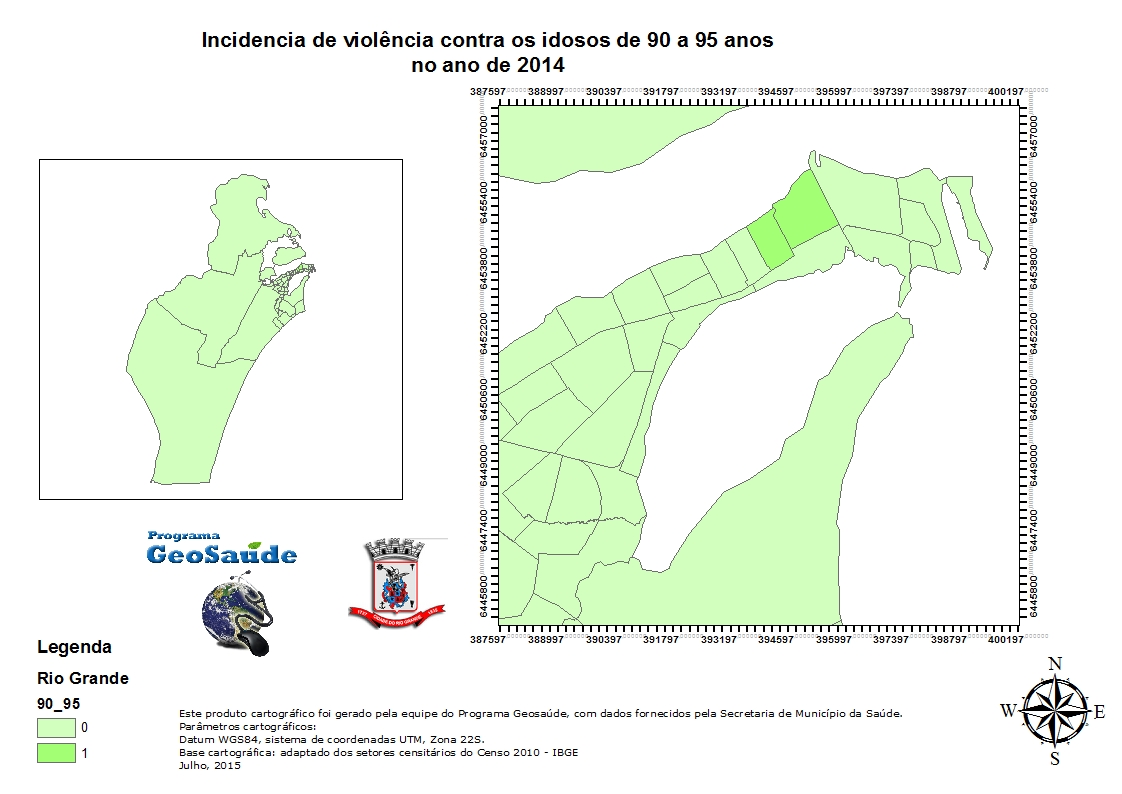 Incidencia de violência contra os idosos de 90 a 95 anos
no ano de 2014
387597 388997 390397 391797 393197 394597 395997 397397 398797 400197
6457000 6457000
6455400 6455400
6453800 6453800
6452200 6452200
6450600 6450600
6449000 6449000
6447400 6447400
6445800 6445800
387597 388997 390397 391797 393197 394597 395997 397397 398797 400197
Programa
GeoSaúde
CIDADE DO RIO GRANDE
Legenda
Rio Grande
90_95
0
1
Este produto cartográfico foi gerado pela equipe do Programa Geosaúde, com dados fornecidos pela Secretaria de Município da Saúde.
Parâmetros cartográficos:
Datum WGS84, sistema de coordenadas UTM, Zona 22S.
Base cartográfica: adaptado dos setores censitários do Censo 2010 - IBGE
Julho, 2015
N
W E
S